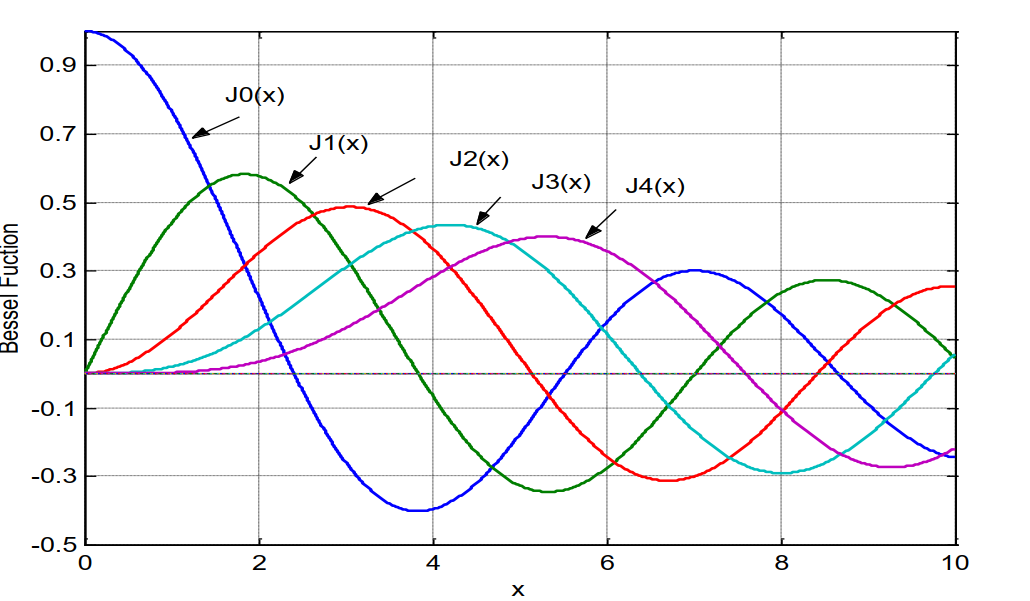 0.9
0.7
0.5
0.3
0.1
-0.1
-0.3
-0.5
Bessel Fuction
J0(x)
J1(x)
J2(x)
J3(x)
J4(x)
0 2 4 6 8 10
x